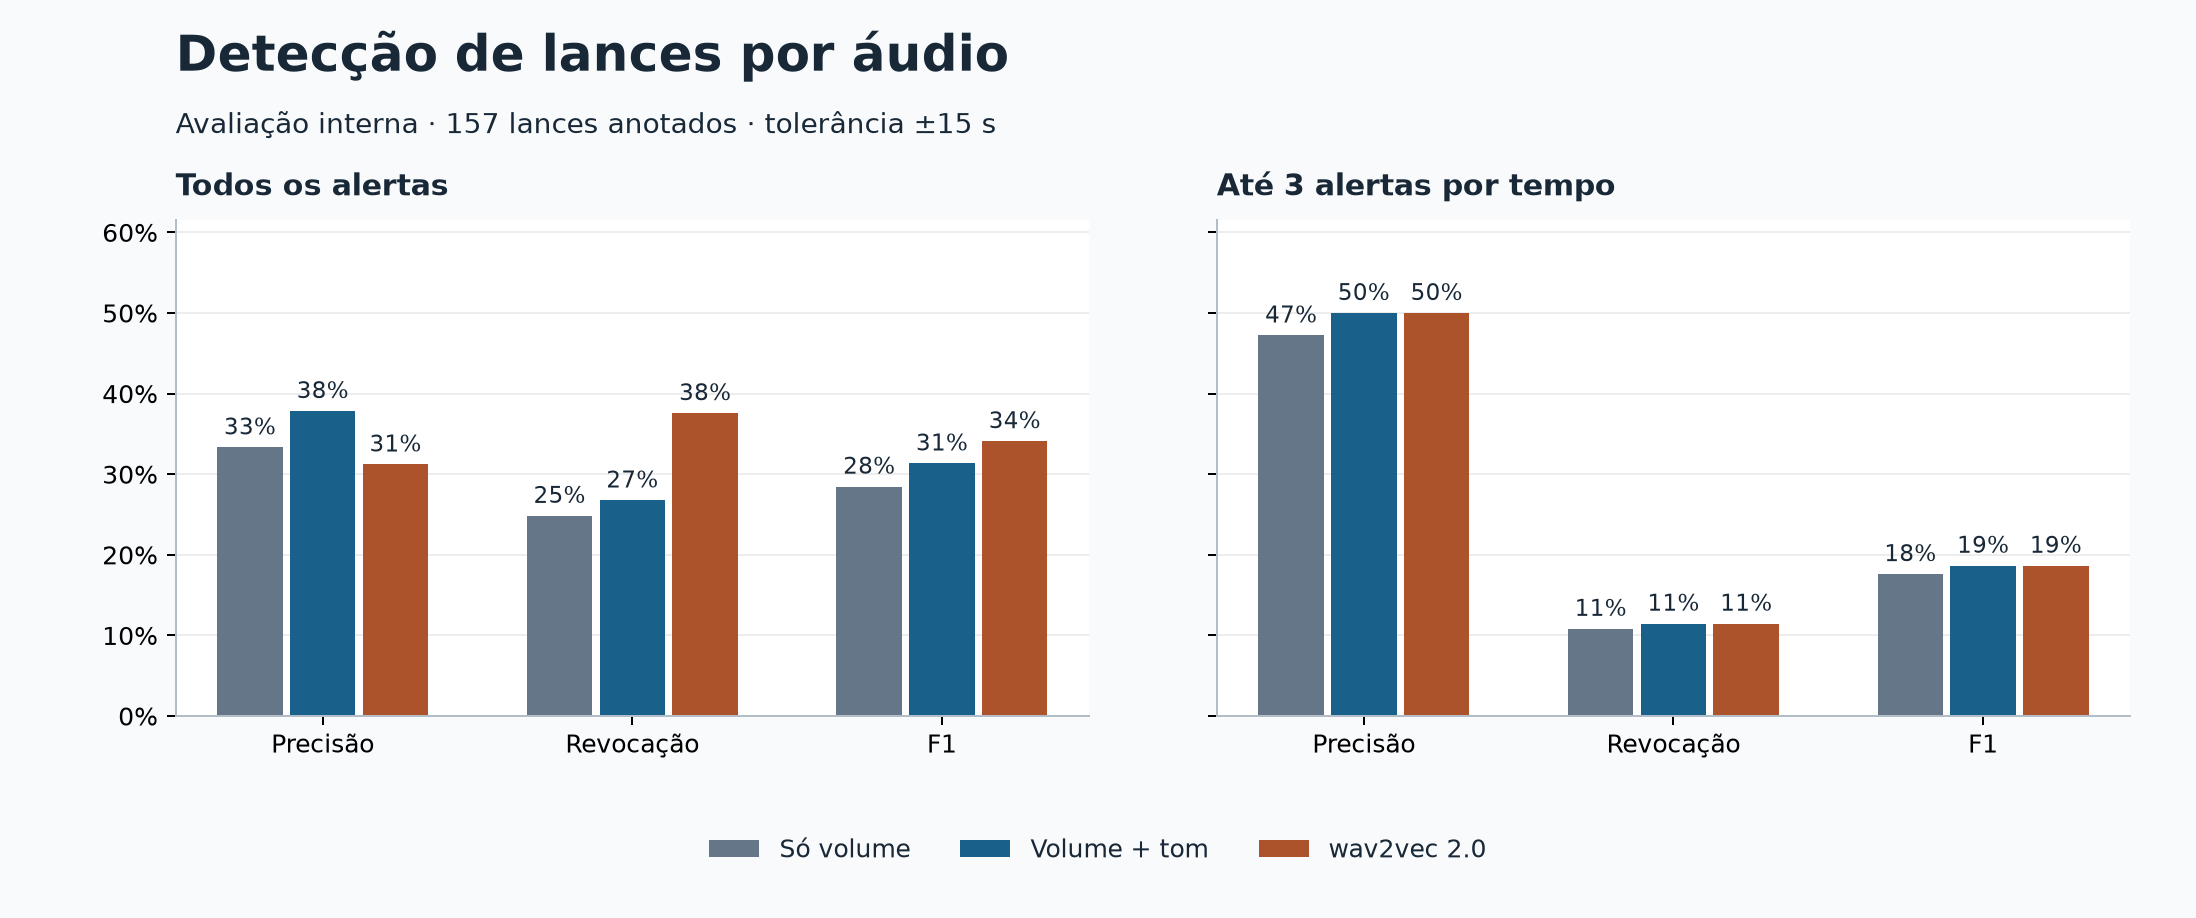 Detecção de lances por áudio
Avaliação interna · 157 lances anotados · tolerância ±15 s
Todos os alertas
60%
50%
40%
30%
20%
10%
0%
33%
38%
31%
25%
27%
38%
28%
31%
34%
Precisão
Revocação
F1
Até 3 alertas por tempo
47%
50%
50%
11%
11%
11%
18%
19%
19%
Precisão
Revocação
F1
Só volume
Volume + tom
wav2vec 2.0